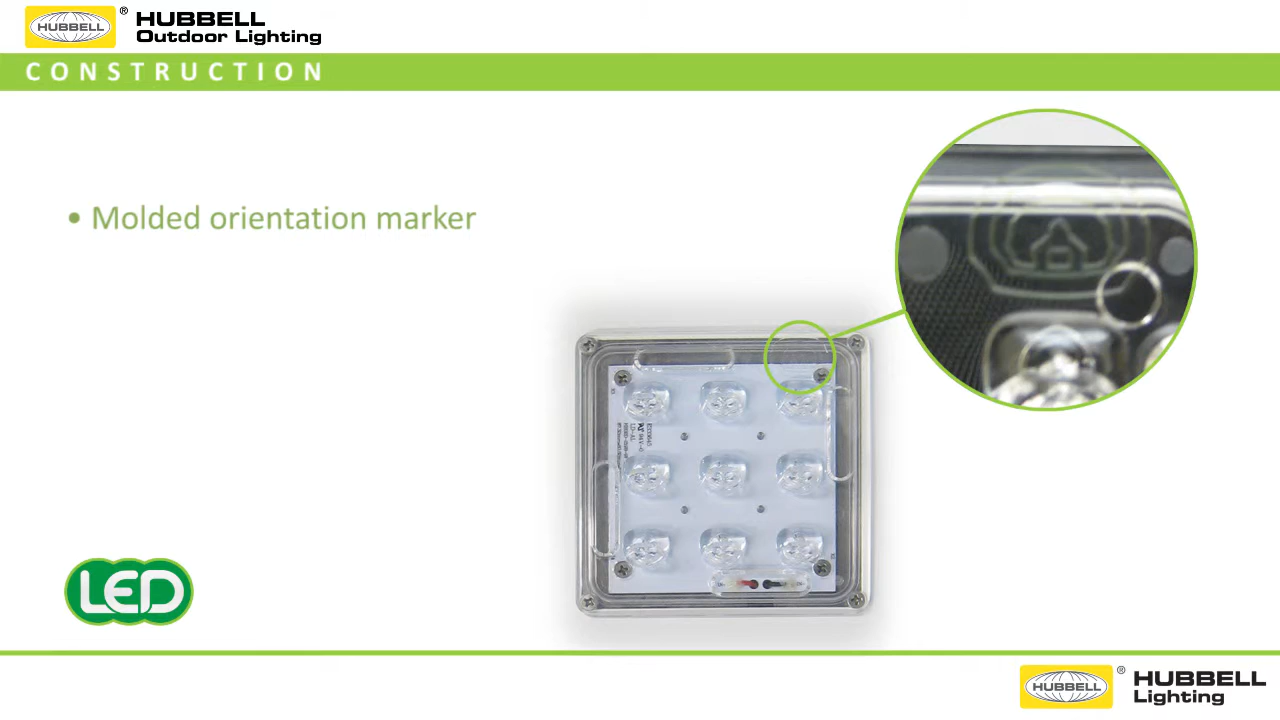 HUBBELL
®
HUBBELL
Outdoor Lighting
CONSTRUCTION
• Molded orientation marker
LED
HUBBELL
®
HUBBELL
Lighting